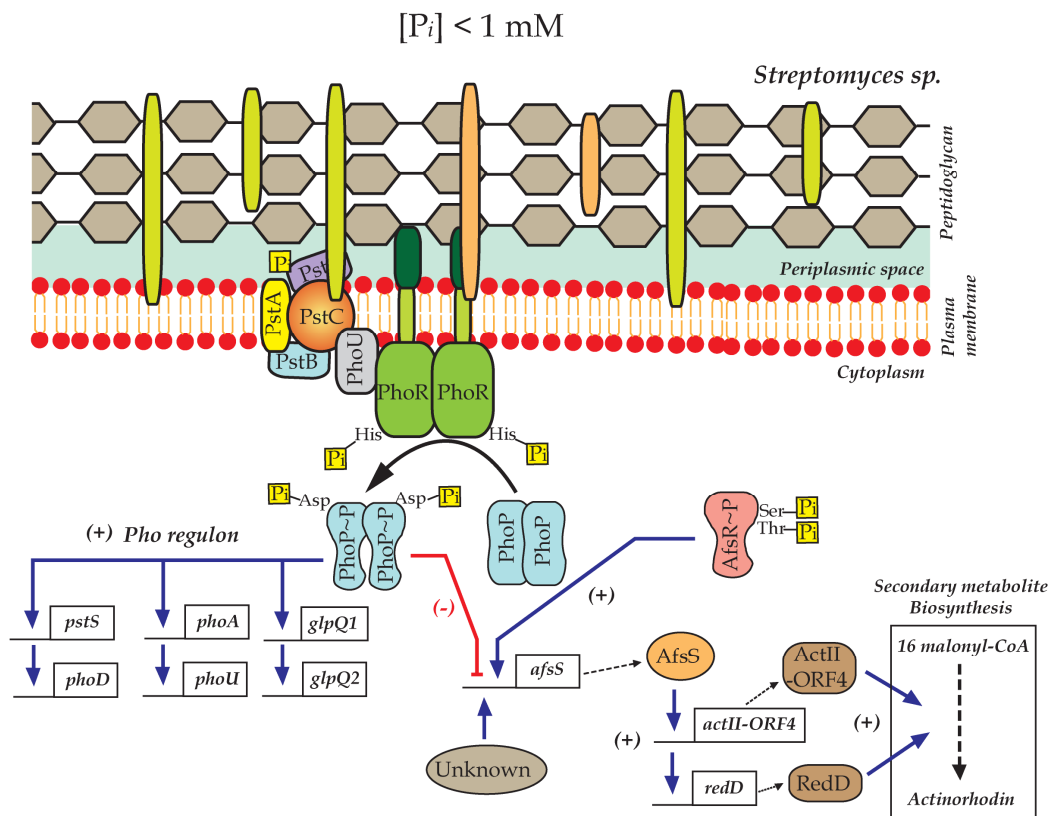 [Pi] < 1 mM
Streptomyces sp.
Peptidoglycan
Periplasmic space
Plasma
membrane
Cytoplasm
Pi
Pst
PstA
PstC
PstB
PhoU
PhoR
PhoR
His
Pi
His
Pi
Pi
Asp
Asp
Pi
PhoP~P
PhoP~P
PhoP
PhoP
AfsR~P
Ser
Pi
Thr
Pi
(+) Pho regulon
(-)
(+)
pstS
phoA
glpQ1
phoD
phoU
glpQ2
afsS
AfsS
Unknown
(+)
actII-ORF4
redD
ActII
-ORF4
RedD
(+)
Secondary metabolite
Biosynthesis
16 malonyl-CoA
Actinorhodin